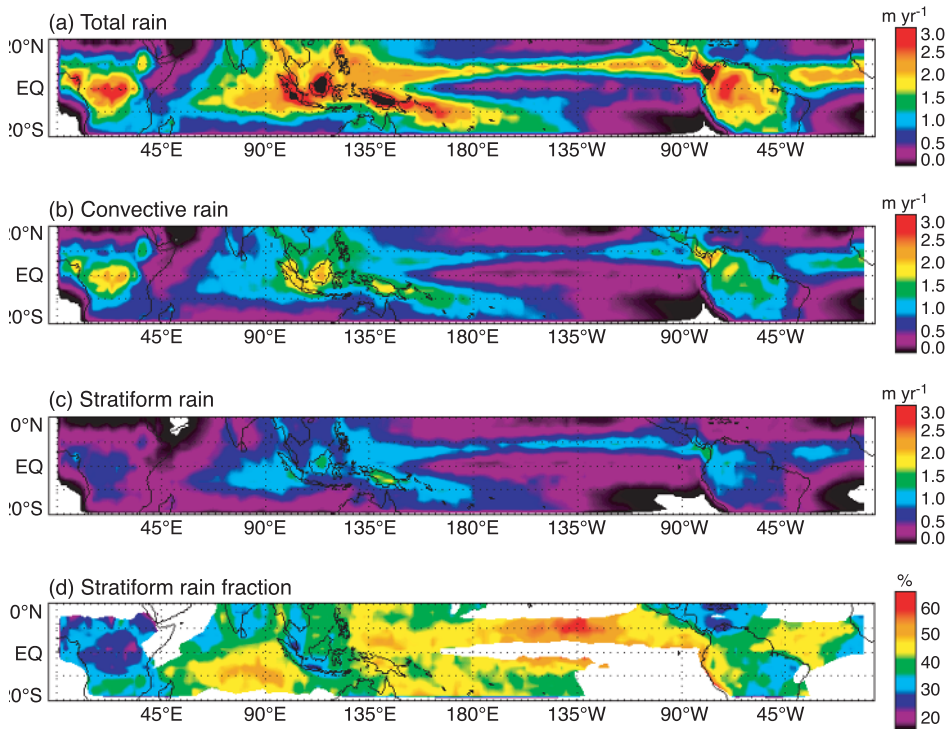 (a) Total rain
m yr-1
20°N
EQ
20°S
45°E 90°E 135°E 180°E 135°W 90°W 45°W
3.0
2.5
2.0
1.5
1.0
0.5
0.0
(b) Convective rain
m yr-1
20°N
EQ
20°S
45°E 90°E 135°E 180°E 135°W 90°W 45°W
3.0
2.5
2.0
1.5
1.0
0.5
0.0
(c) Stratiform rain
m yr-1
0°N
EQ
20°S
45°E 90°E 135°E 180°E 135°W 90°W 45°W
3.0
2.5
2.0
1.5
1.0
0.5
0.0
(d) Stratiform rain fraction
%
0°N
EQ
20°S
45°E 90°E 135°E 180°E 135°W 90°W 45°W
60
50
40
30
20